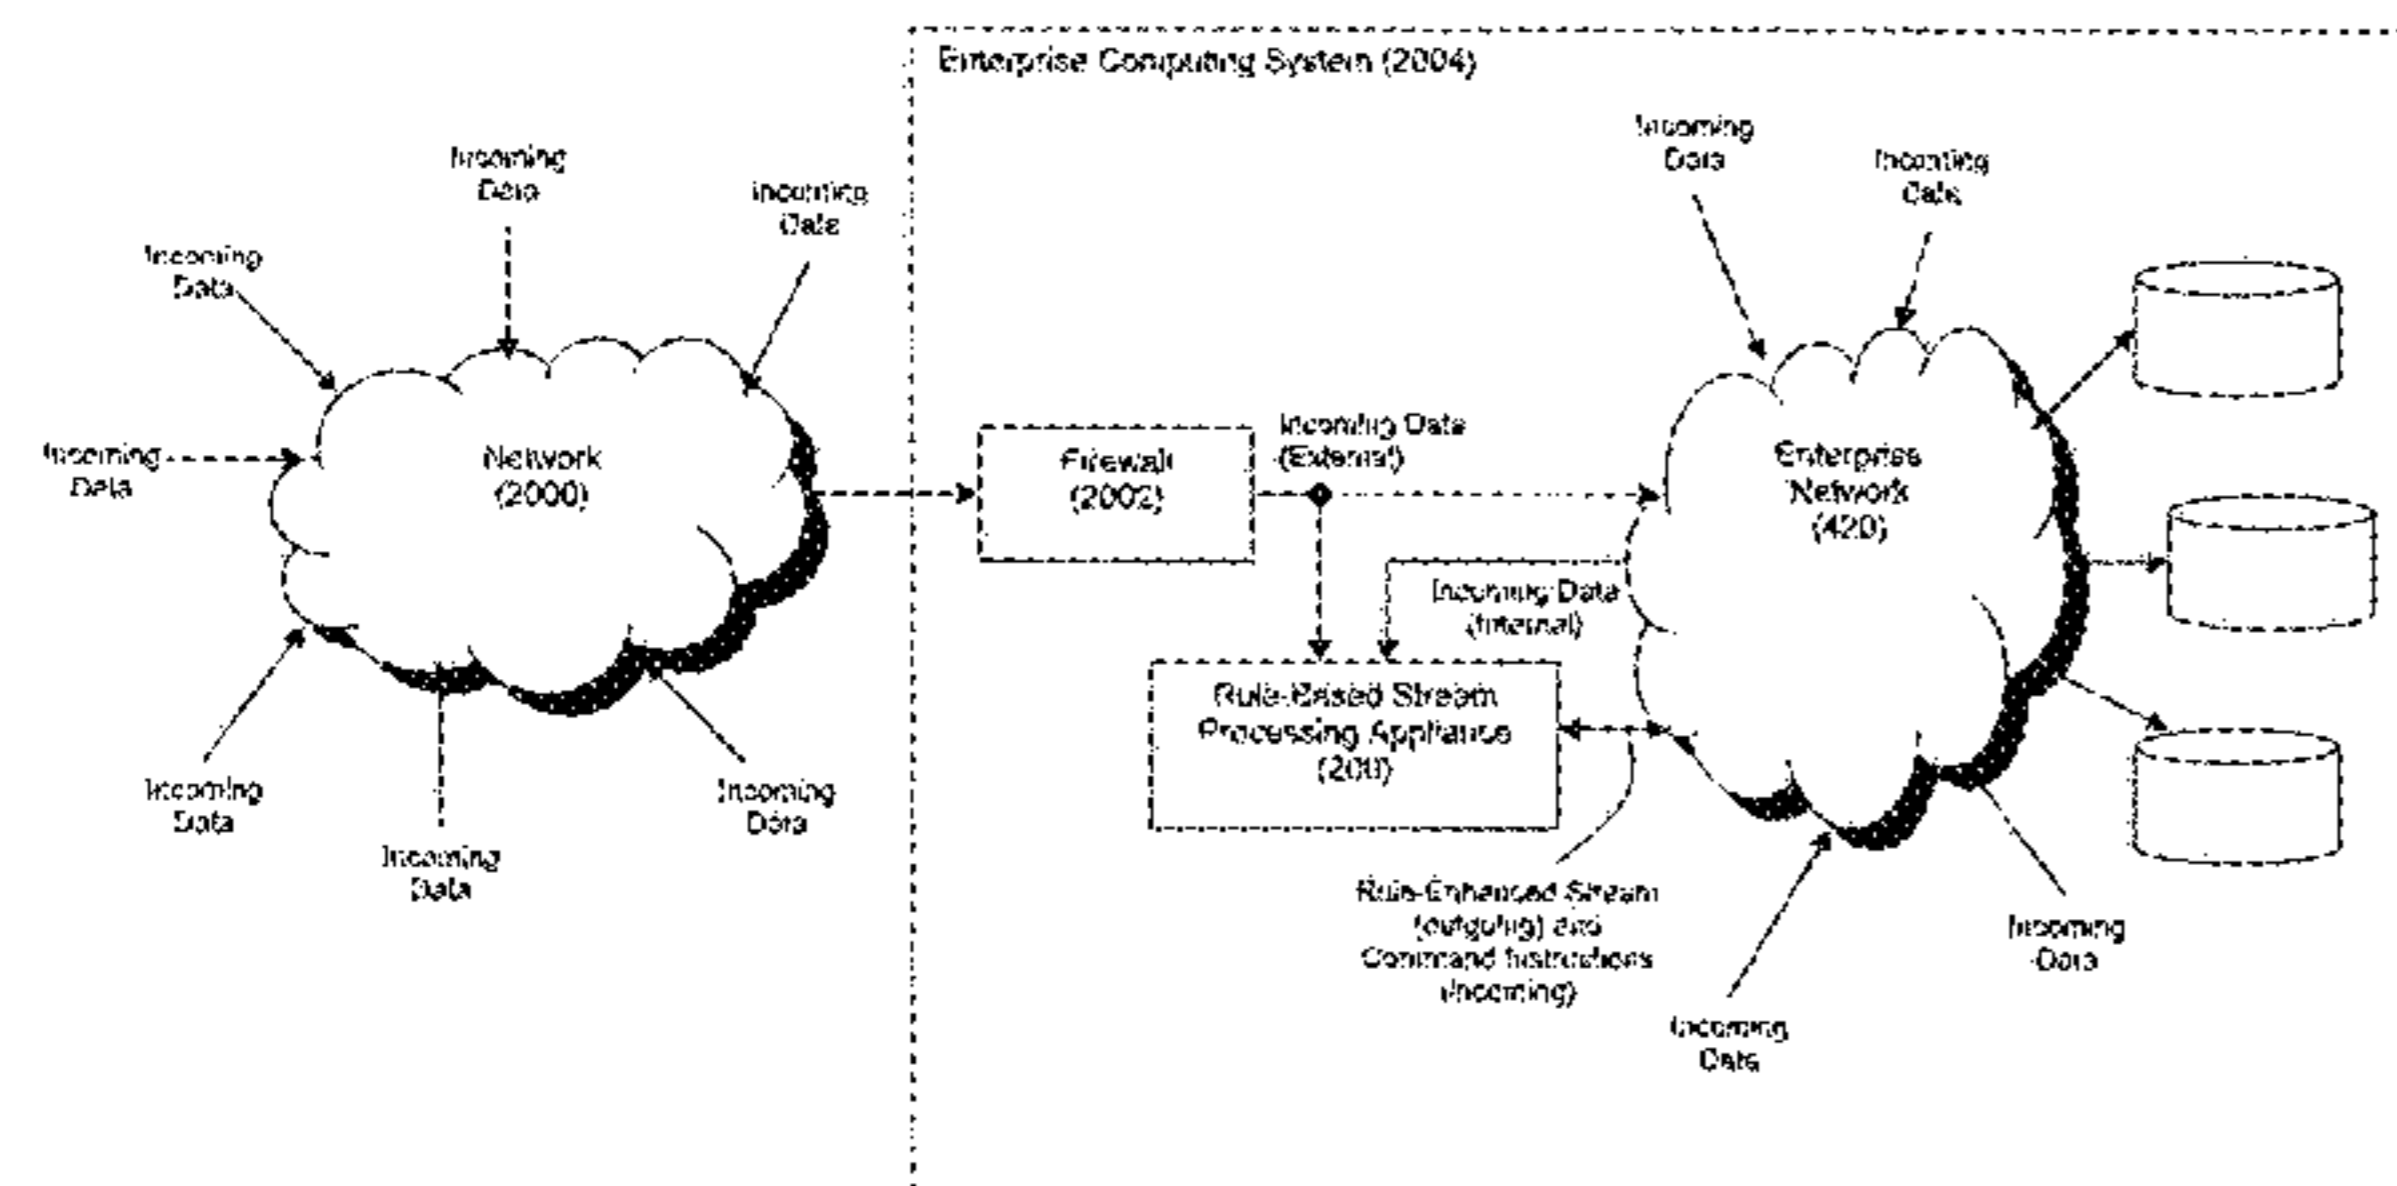 Enterprise Computing System (2004)
Incoming
Data
Incoming
Data
Incoming
Data
Incoming
Data
Incoming
Data
Incoming
Data
Incoming
Data
Network
(2000)
Incoming
Data
Incoming
Data
Incoming
Data
Firewall
(2002)
Incoming Data
(External)
Incoming Data
(Internal)
Rule-Based Stream
Processing Appliance
(200)
Rule-Enhanced Stream
(outgoing) and
Command Instructions
(incoming)
Enterprise
Network
(420)
Incoming
Data
Incoming
Data